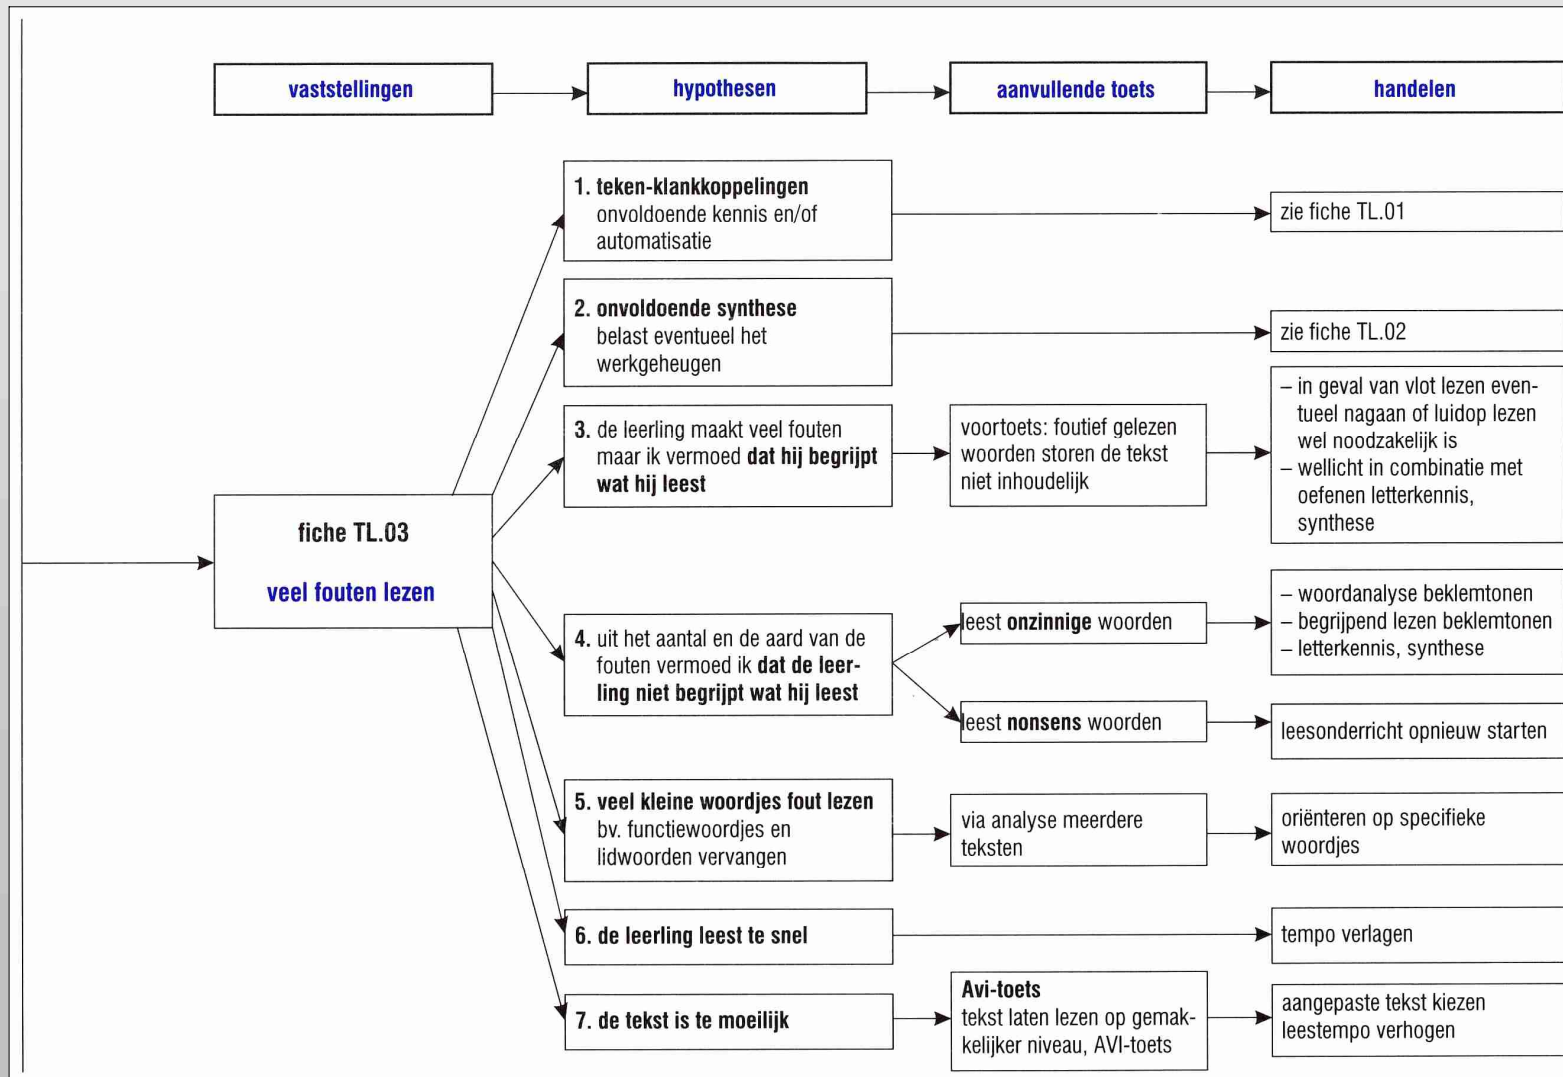 vaststellingen
hypothesen
aanvullende toets
handelen
fiche TL.03
veel fouten lezen
1. teken-klankkoppelingen
onvoldoende kennis en/of
automatisatie
zie fiche TL.01
2. onvoldoende synthese
belast eventueel het
werkgeheugen
zie fiche TL.02
3. de leerling maakt veel fouten
maar ik vermoed dat hij begrijpt
wat hij leest
voortoets: foutief gelezen
woorden storen de tekst
niet inhoudelijk
– in geval van vlot lezen even-
tueel nagaan of luidop lezen
wel noodzakelijk is
– wellicht in combinatie met
oefenen letterkennis,
synthese
4. uit het aantal en de aard van de
fouten vermoed ik dat de leer-
ling niet begrijpt wat hij leest
leest onzinnige woorden
– woordanalyse beklemtonen
– begrijpend lezen beklemtonen
– letterkennis, synthese
leest nonsens woorden
leesonderricht opnieuw starten
5. veel kleine woordjes fout lezen
bv. functiewoordjes en
lidwoorden vervangen
via analyse meerdere
teksten
oriënteren op specifieke
woordjes
6. de leerling leest te snel
tempo verlagen
7. de tekst is te moeilijk
Avi-toets
tekst laten lezen op gemak-
kelijker niveau, AVI-toets
aangepaste tekst kiezen
leestempo verhogen